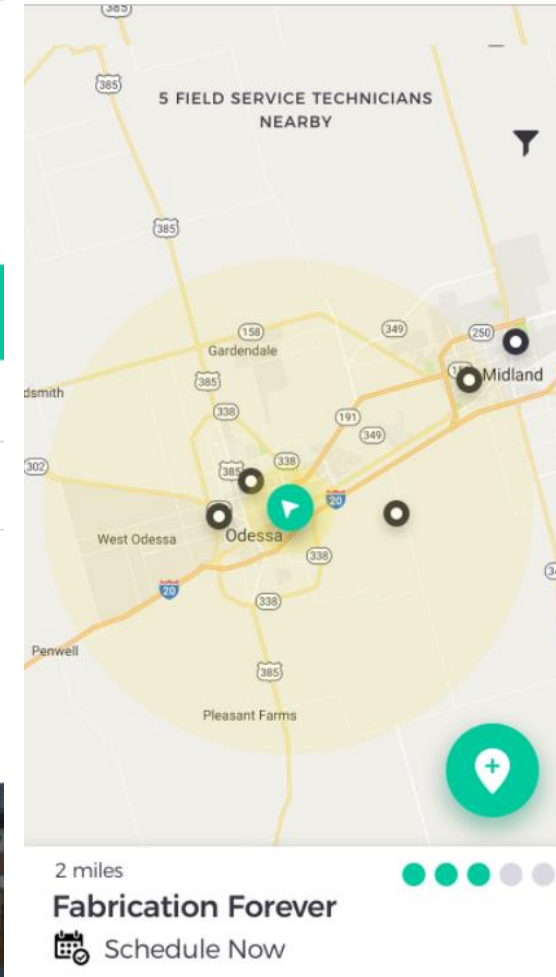 385
385
5 FIELD SERVICE TECHNICIANS
NEARBY
385
158
349
250
Gardendale
Midland
dsmith
385
338
191
349
302
385
338
20
West Odessa
Odessa
338
20
338
Penwell
385
Pleasant Farms
2 miles
Fabrication Forever
Schedule Now